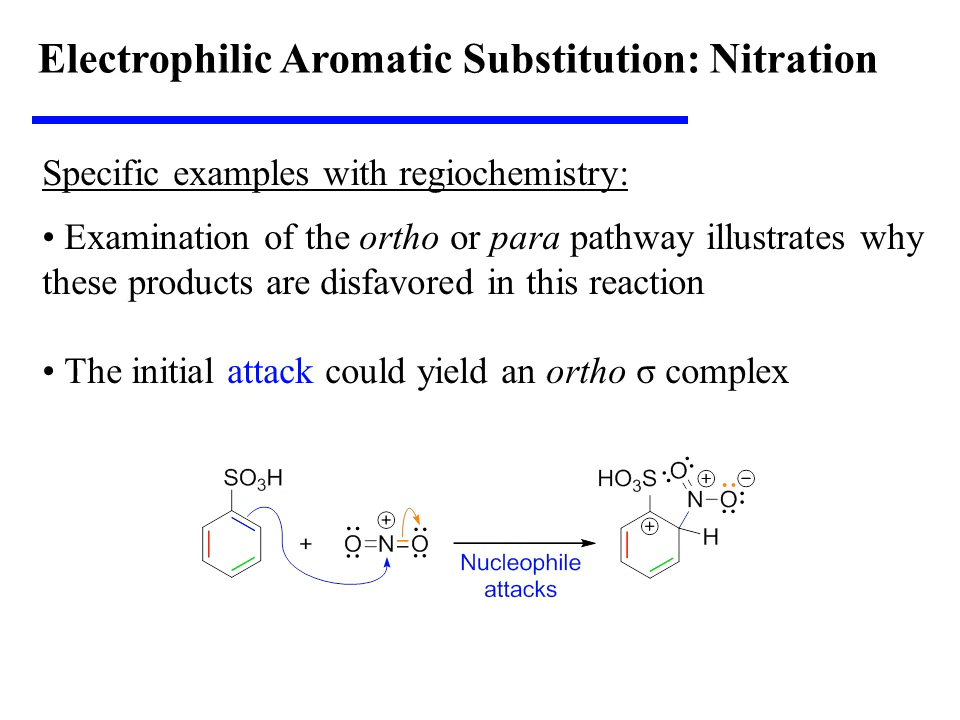 Electrophilic Aromatic Substitution: Nitration
Specific examples with regiochemistry:
• Examination of the ortho or para pathway illustrates why
these products are disfavored in this reaction
• The initial attack could yield an ortho σ complex
SO₃H
+
O=N=O
+
Nucleophile
attacks
HO₃S
O
+
−
N–O
+
H